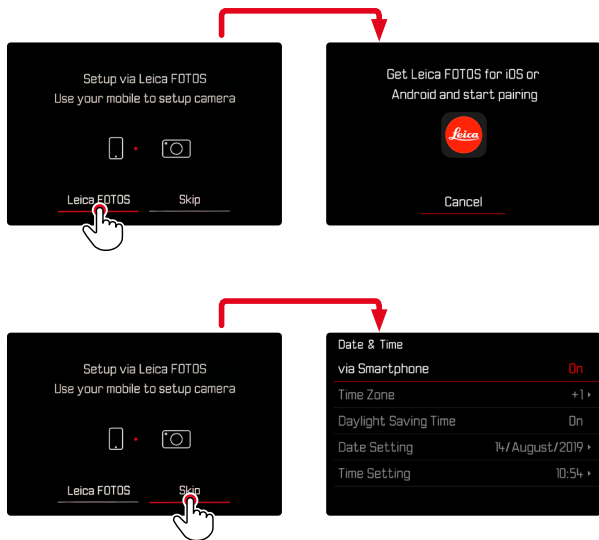 Setup via Leica FOTOS
Use your mobile to setup camera
Leica FOTOS
Skip
Get Leica FOTOS for iOS or
Android and start pairing
Leica
Cancel
Setup via Leica FOTOS
Use your mobile to setup camera
Leica FOTOS
Skip
Date & Time
via Smartphone On
Time Zone +1
Daylight Saving Time On
Date Setting 14/August/2019
Time Setting 10:54